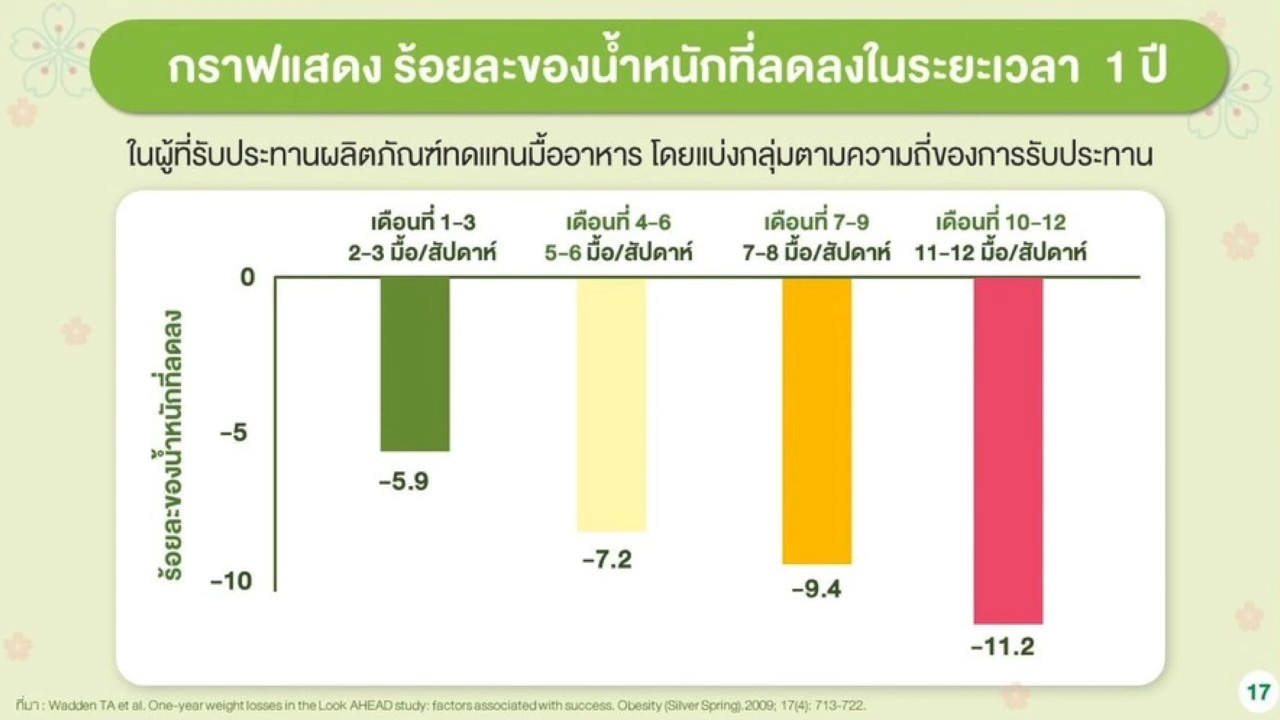 กราฟแสดง ร้อยละของน้ำหนักที่ลดลงในระยะเวลา 1 ปี
ในผู้ที่รับประทานผลิตภัณฑ์ทดแทนมื้ออาหาร โดยแบ่งกลุ่มตามความถี่ของการรับประทาน
เดือนที่ 1-3
2-3 มื้อ/สัปดาห์
เดือนที่ 4-6
5-6 มื้อ/สัปดาห์
เดือนที่ 7-9
7-8 มื้อ/สัปดาห์
เดือนที่ 10-12
11-12 มื้อ/สัปดาห์
ร้อยละของน้ำหนักที่ลดลง
0
-5
-10
-5.9
-7.2
-9.4
-11.2
ที่มา : Wadden TA et al. One-year weight losses in the Look AHEAD study: factors associated with success. Obesity (Silver Spring).2009; 17(4): 713-722.
17